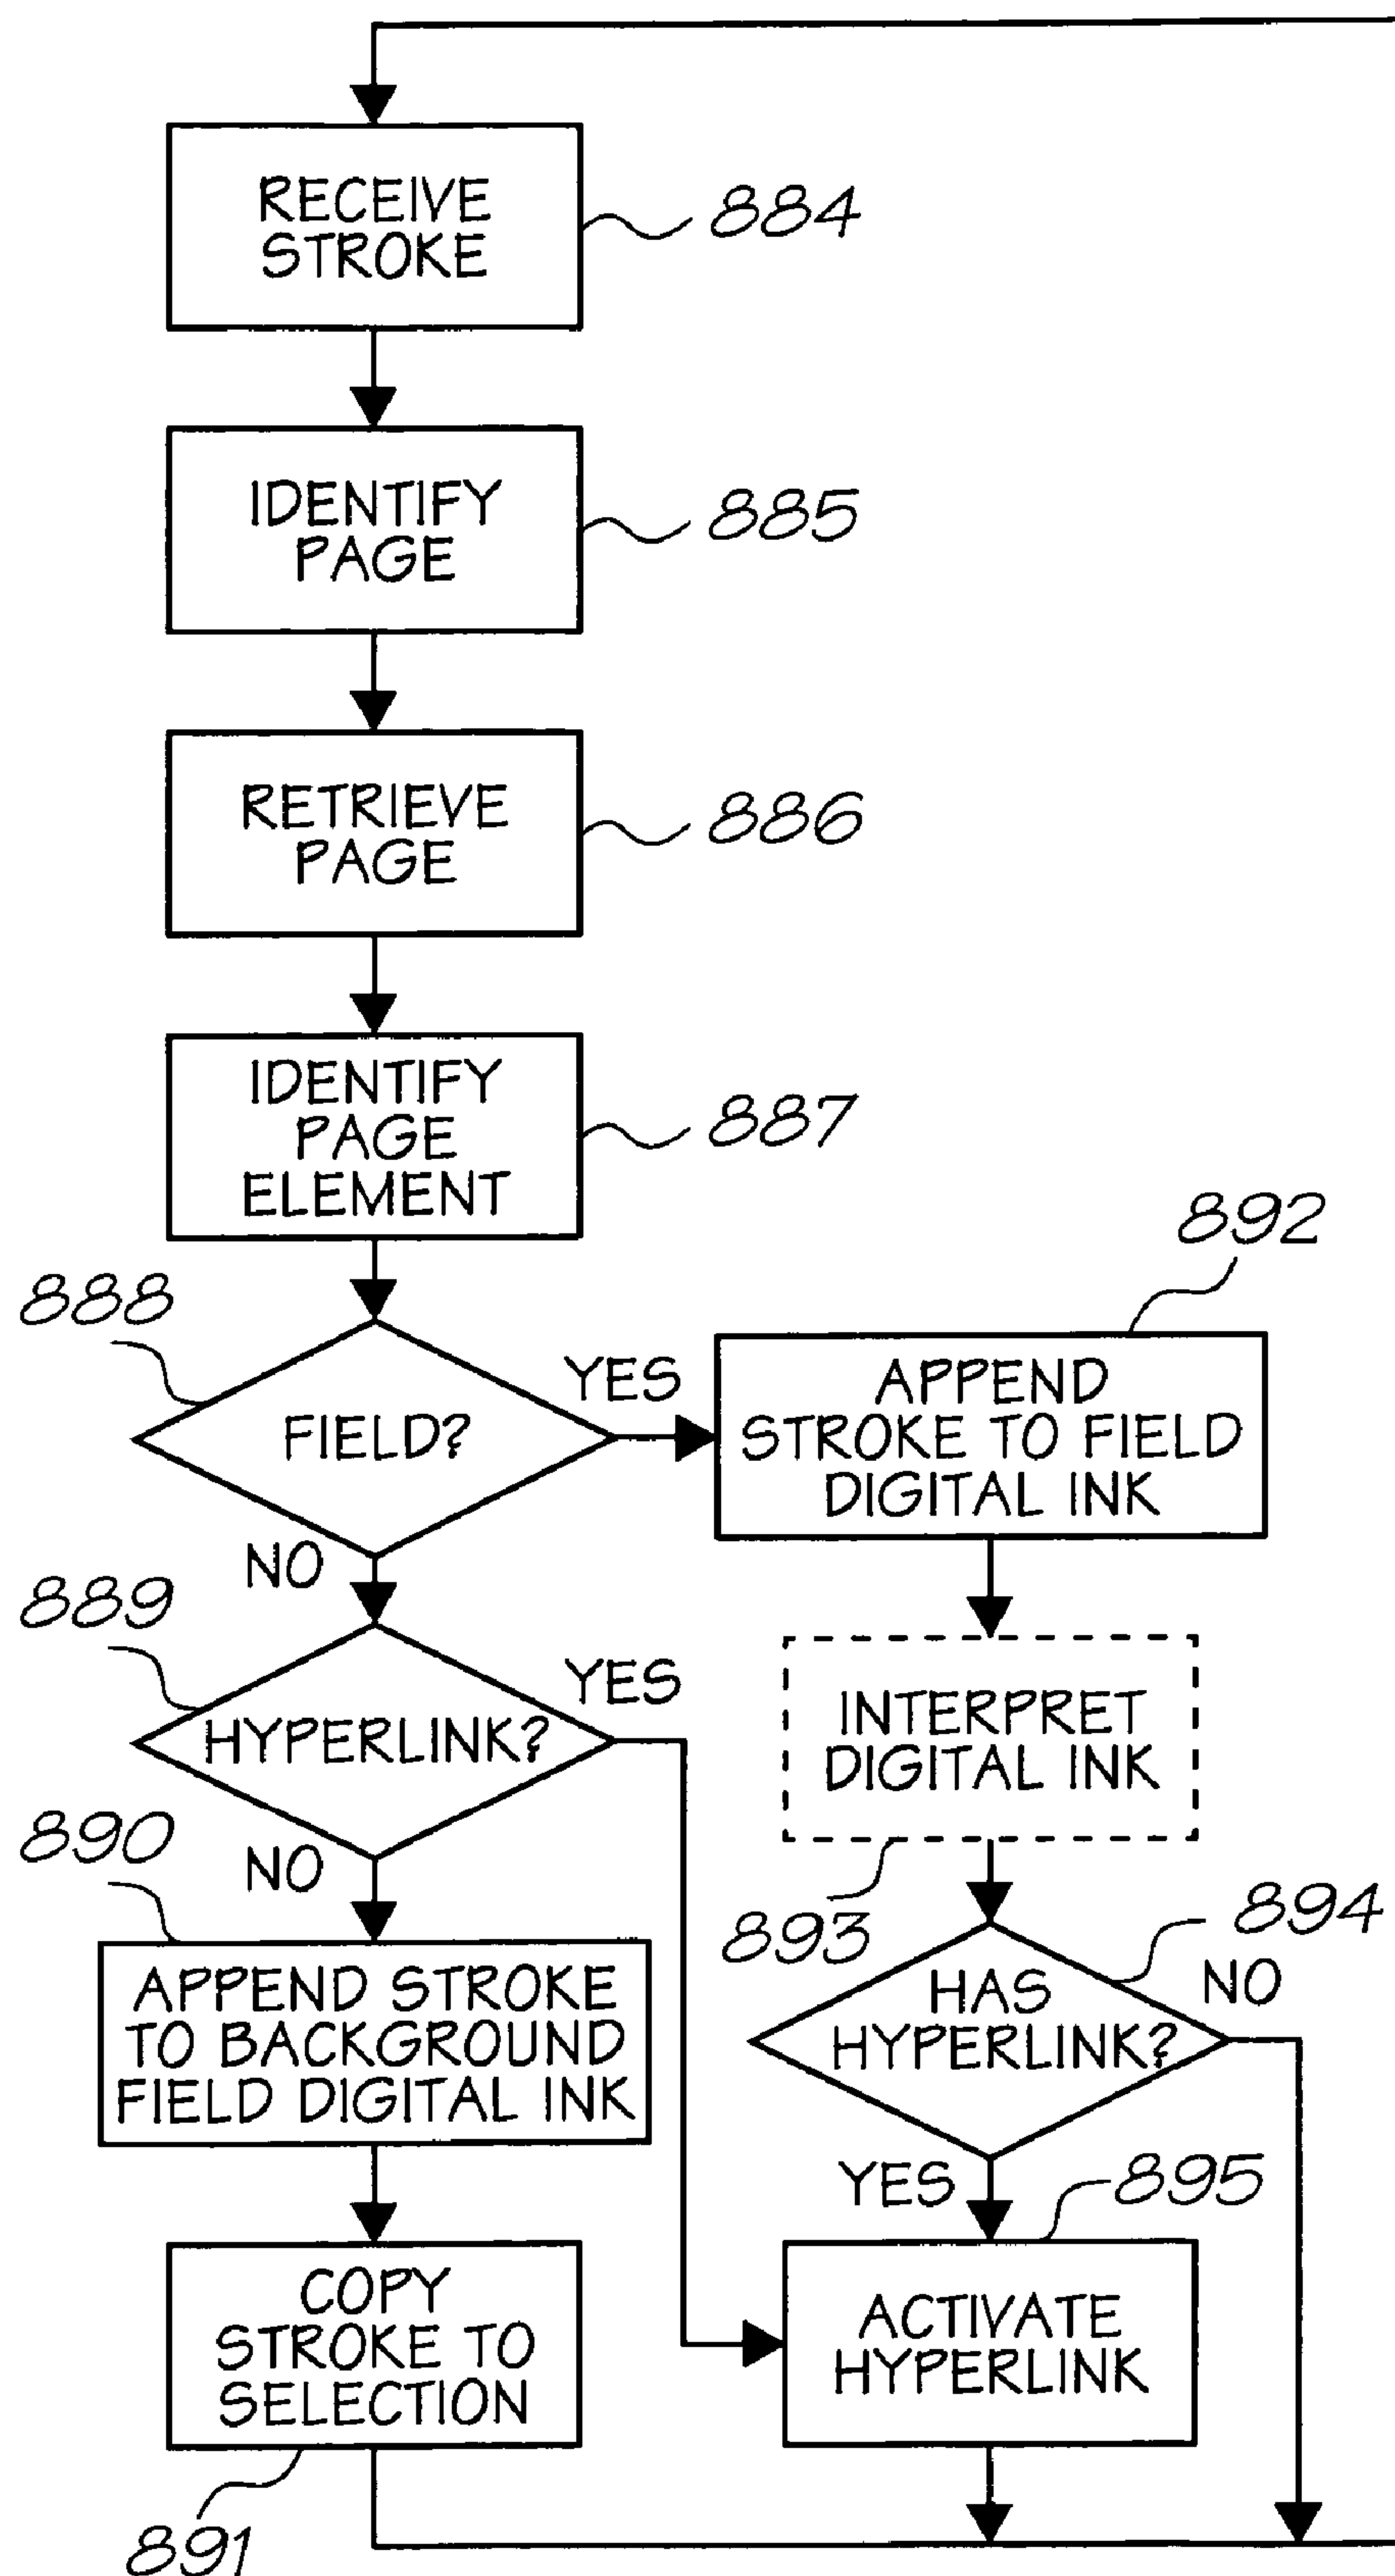 RECEIVE
STROKE
884
IDENTIFY
PAGE
885
RETRIEVE
PAGE
886
IDENTIFY
PAGE
ELEMENT
887
888
FIELD?
YES
NO
892
APPEND
STROKE TO FIELD
DIGITAL INK
889
HYPERLINK?
YES
NO
INTERPRET
DIGITAL INK
893
890
APPEND STROKE
TO BACKGROUND
FIELD DIGITAL INK
894
HAS
HYPERLINK?
NO
YES
895
COPY
STROKE TO
SELECTION
891
ACTIVATE
HYPERLINK